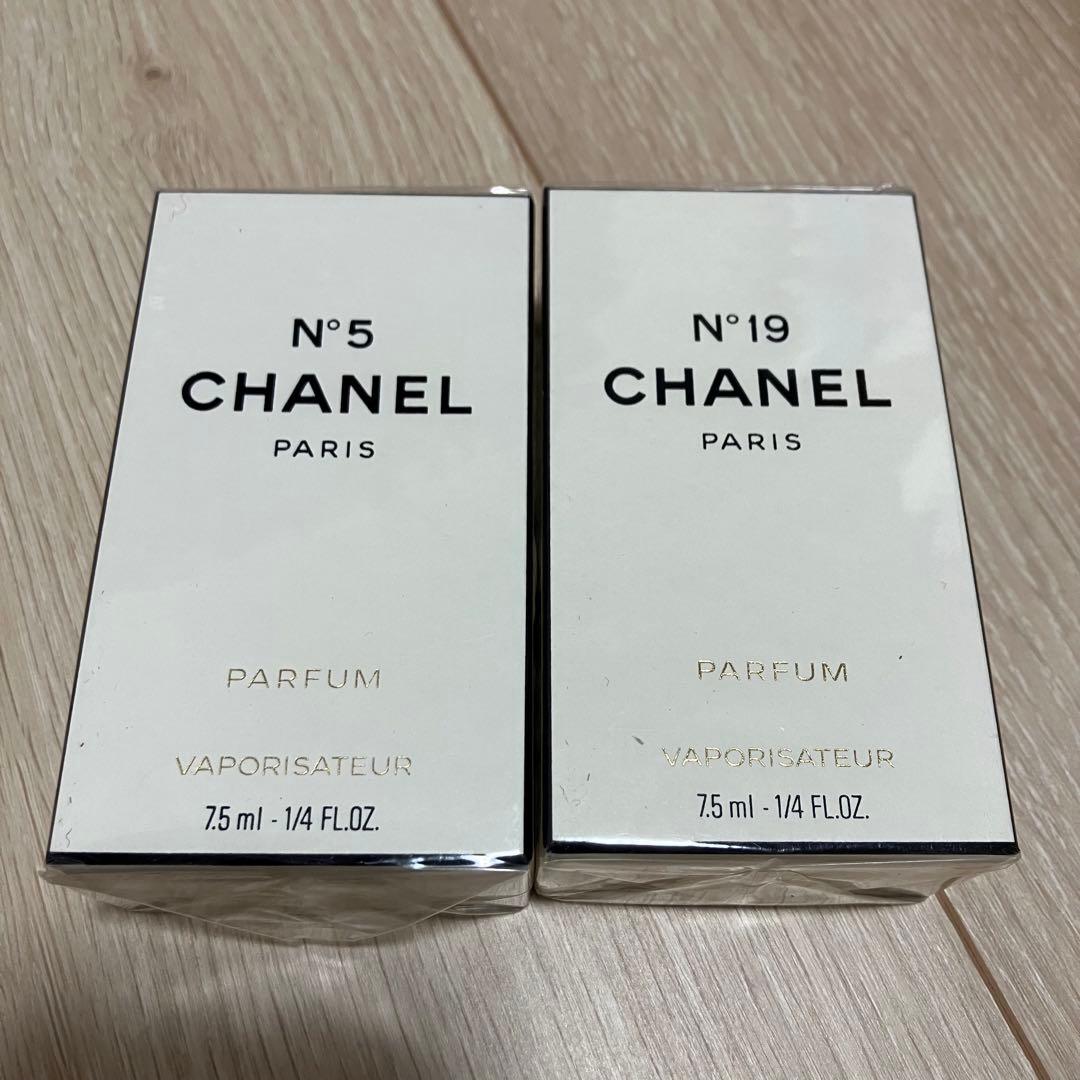 N°5
CHANEL
PARIS
PARFUM
VAPORISATEUR
7.5 ml - 1/4 FL.OZ.
N°19
CHANEL
PARIS
PARFUM
VAPORISATEUR
7.5 ml - 1/4 FL.OZ.